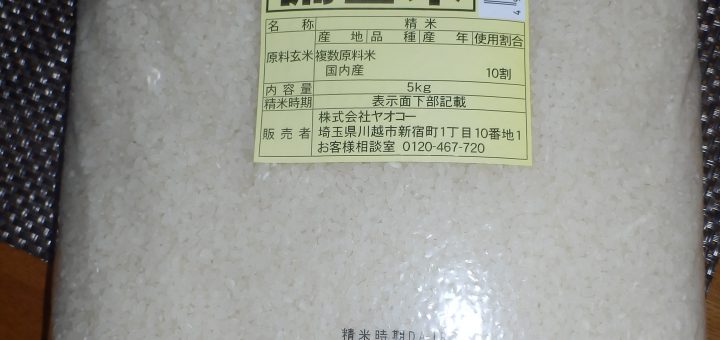 名称 精米
産地 品種 産年 使用割合
原料玄米 複数原料米
国内産 10割
内容量 5kg
精米時期 表示面下部記載
株式会社ヤオコー
販売者 埼玉県川越市新宿町1丁目10番地1
お客様相談室 0120-467-720
精米時期